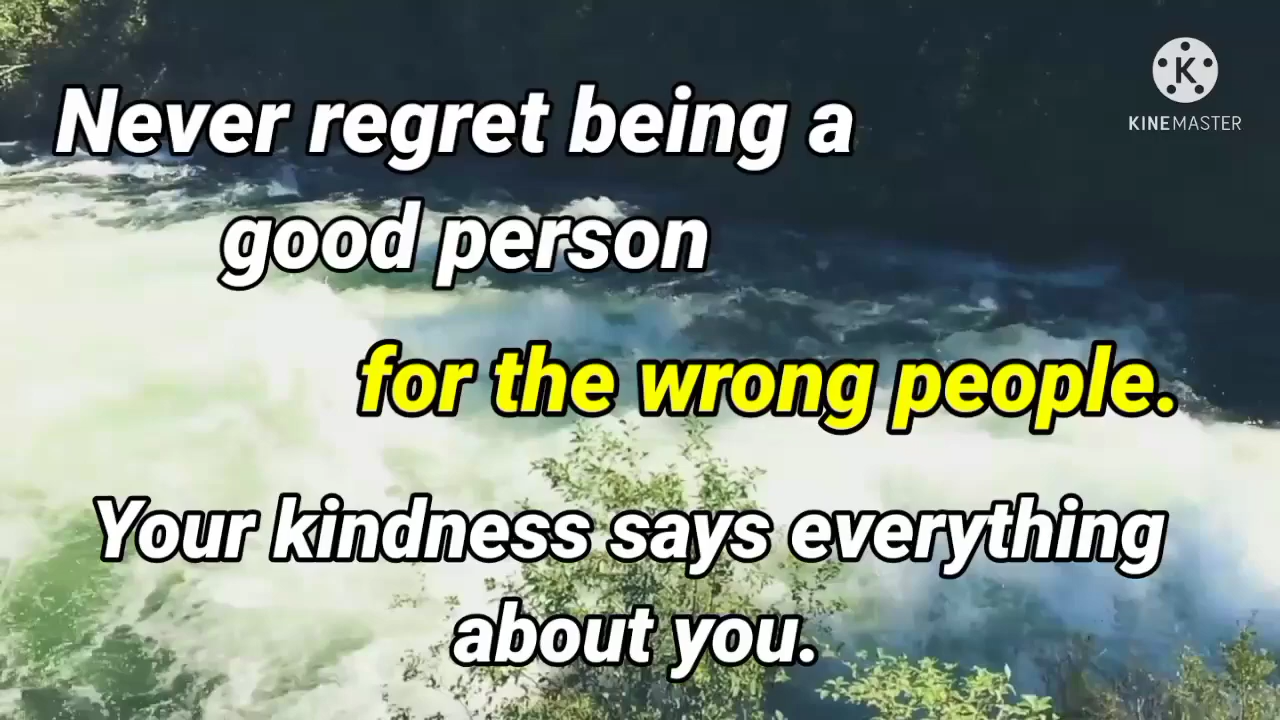 Never regret being a
good person
for the wrong people.
Your kindness says everything
about you.
K
KINEMASTER